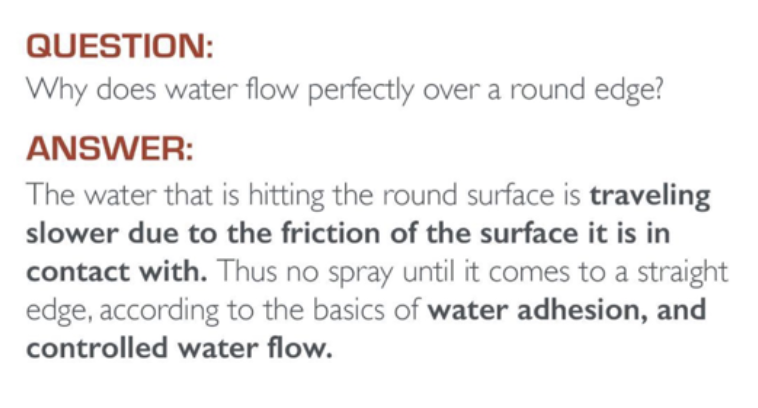 QUESTION:
Why does water flow perfectly over a round edge?
ANSWER:
The water that is hitting the round surface is traveling
slower due to the friction of the surface it is in
contact with. Thus no spray until it comes to a straight
edge, according to the basics of water adhesion, and
controlled water flow.